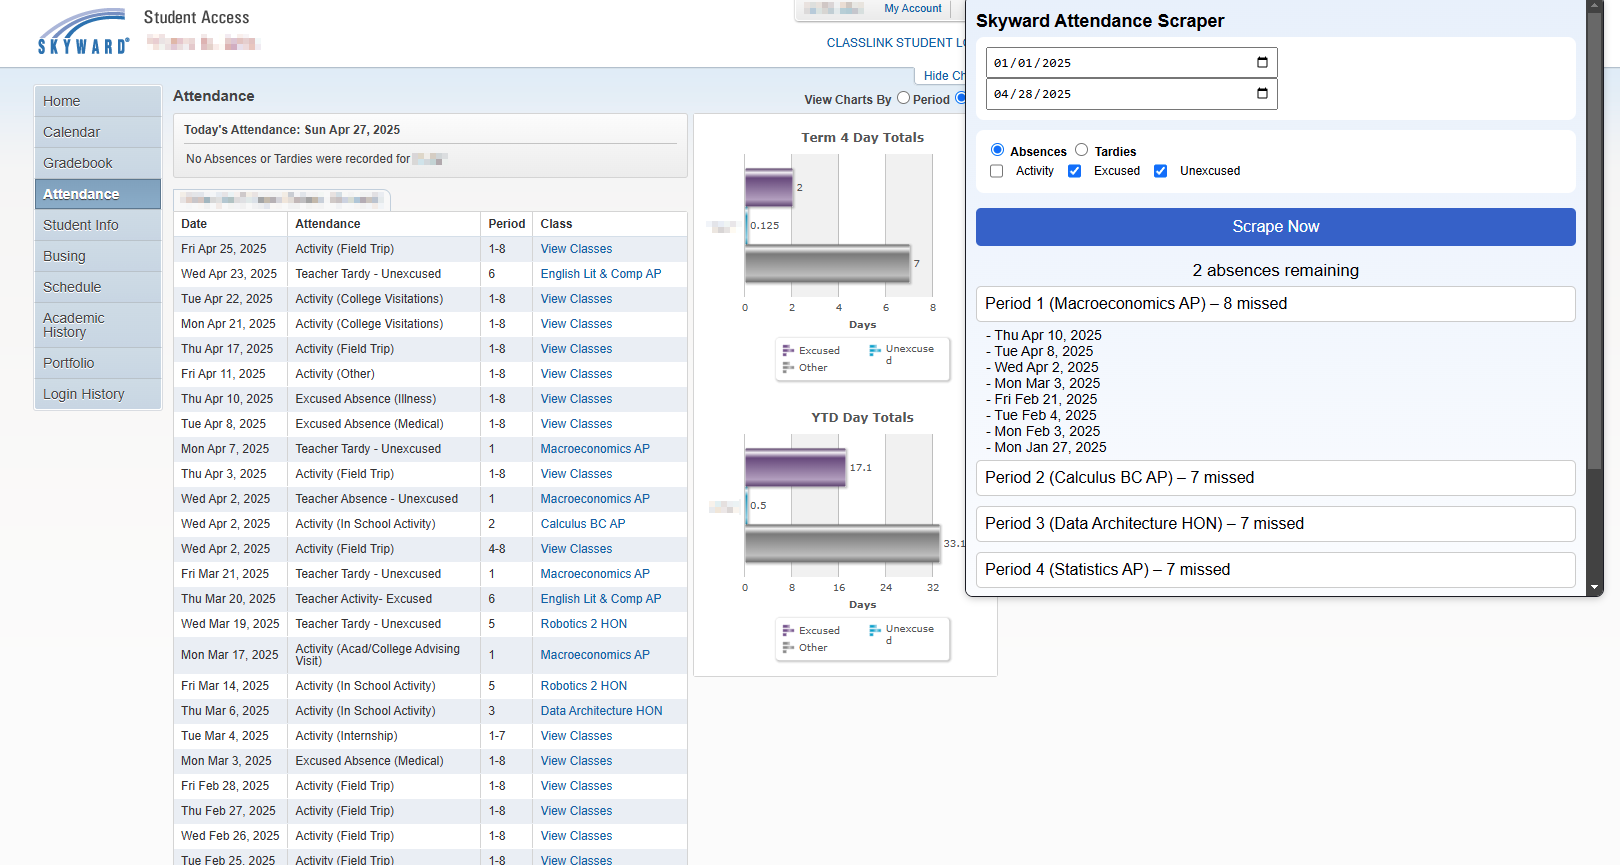 SKYWARD®
Student Access
My Account
CLASSLINK STUDENT LO
Hide Ch
Home
Calendar
Gradebook
Attendance
Student Info
Busing
Schedule
Academic
History
Portfolio
Login History
Attendance
View Charts By Period
Today's Attendance: Sun Apr 27, 2025
No Absences or Tardies were recorded for
Date Attendance Period Class
Fri Apr 25, 2025 Activity (Field Trip) 1-8 View Classes
Wed Apr 23, 2025 Teacher Tardy - Unexcused 6 English Lit & Comp AP
Tue Apr 22, 2025 Activity (College Visitations) 1-8 View Classes
Mon Apr 21, 2025 Activity (College Visitations) 1-8 View Classes
Thu Apr 17, 2025 Activity (Field Trip) 1-8 View Classes
Fri Apr 11, 2025 Activity (Other) 1-8 View Classes
Thu Apr 10, 2025 Excused Absence (Illness) 1-8 View Classes
Tue Apr 8, 2025 Excused Absence (Medical) 1-8 View Classes
Mon Apr 7, 2025 Teacher Tardy - Unexcused 1 Macroeconomics AP
Thu Apr 3, 2025 Activity (Field Trip) 1-8 View Classes
Wed Apr 2, 2025 Teacher Absence - Unexcused 1 Macroeconomics AP
Wed Apr 2, 2025 Activity (In School Activity) 2 Calculus BC AP
Wed Apr 2, 2025 Activity (Field Trip) 4-8 View Classes
Fri Mar 21, 2025 Teacher Tardy - Unexcused 1 Macroeconomics AP
Thu Mar 20, 2025 Teacher Activity- Excused 6 English Lit & Comp AP
Wed Mar 19, 2025 Teacher Tardy - Unexcused 5 Robotics 2 HON
Mon Mar 17, 2025 Activity (Acad/College Advising
Visit) 1 Macroeconomics AP
Fri Mar 14, 2025 Activity (In School Activity) 5 Robotics 2 HON
Thu Mar 6, 2025 Activity (In School Activity) 3 Data Architecture HON
Tue Mar 4, 2025 Activity (Internship) 1-7 View Classes
Mon Mar 3, 2025 Excused Absence (Medical) 1-8 View Classes
Fri Feb 28, 2025 Activity (Field Trip) 1-8 View Classes
Thu Feb 27, 2025 Activity (Field Trip) 1-8 View Classes
Wed Feb 26, 2025 Activity (Field Trip) 1-8 View Classes
Tue Feb 25, 2025 Activity (Field Trip) 1-8 View Classes
Term 4 Day Totals
2
0.125
7
0 2 4 6 8
Days
Excused Unexcuse
d
Other
YTD Day Totals
17.1
0.5
33.1
0 8 16 24 32
Days
Excused Unexcuse
d
Other
Skyward Attendance Scraper
01/01/2025
04/28/2025
Absences Tardies
Activity Excused Unexcused
Scrape Now
2 absences remaining
Period 1 (Macroeconomics AP) – 8 missed
- Thu Apr 10, 2025
- Tue Apr 8, 2025
- Wed Apr 2, 2025
- Mon Mar 3, 2025
- Fri Feb 21, 2025
- Tue Feb 4, 2025
- Mon Feb 3, 2025
- Mon Jan 27, 2025
Period 2 (Calculus BC AP) – 7 missed
Period 3 (Data Architecture HON) – 7 missed
Period 4 (Statistics AP) – 7 missed